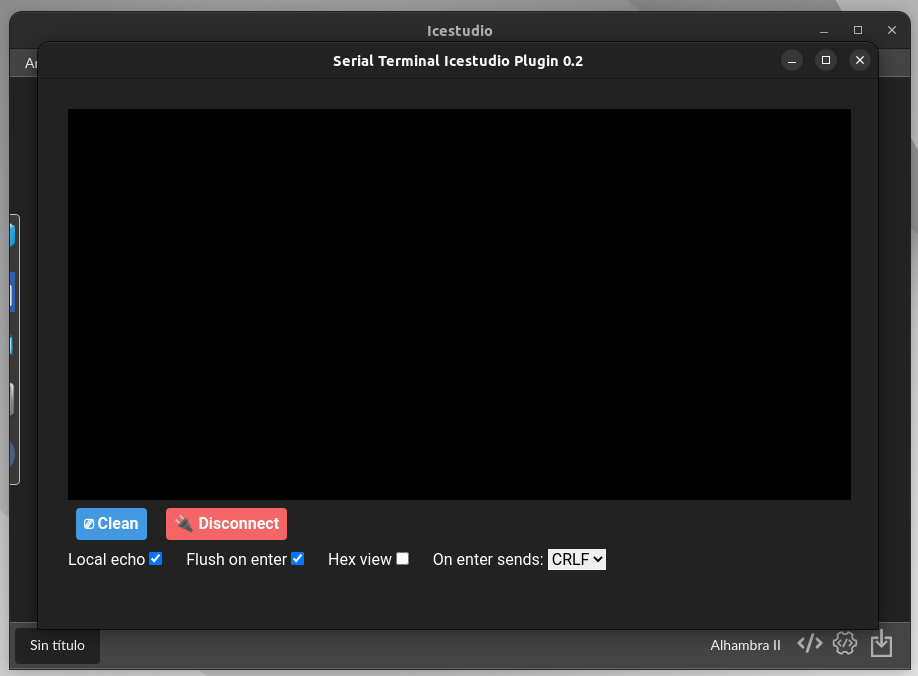 Icestudio
Serial Terminal Icestudio Plugin 0.2
Clean
Disconnect
Local echo
Flush on enter
Hex view
On enter sends: CRLF
Sin título
Alhambra II